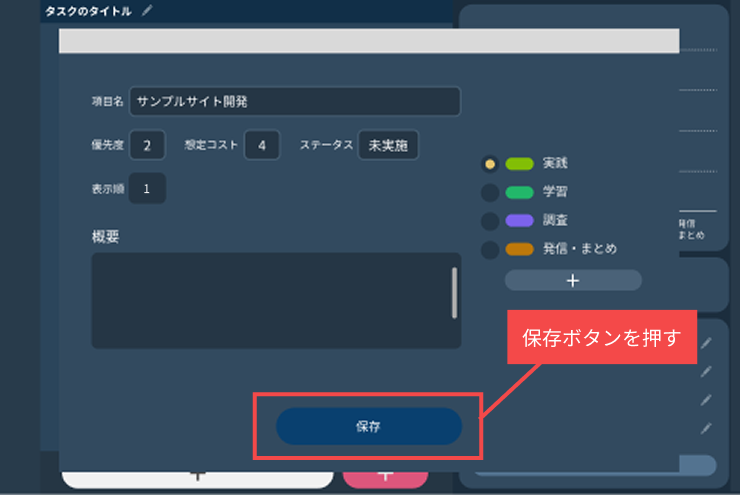 タスクのタイトル
項目名 サンプルサイト開発
優先度 2 想定コスト 4 ステータス 未実施
表示順 1
概要
実践
学習
調査
発信・まとめ
+
発信
まとめ
保存ボタンを押す
保存